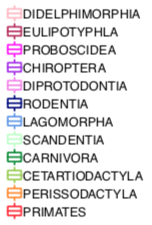 DIDELPHIMORPHIA
EULIPOTYPHLA
PROBOSCIDEA
CHIROPTERA
DIPROTODONTIA
RODENTIA
LAGOMORPHA
SCANDENTIA
CARNIVORA
CETARTIODACTYLA
PERISSODACTYLA
PRIMATES